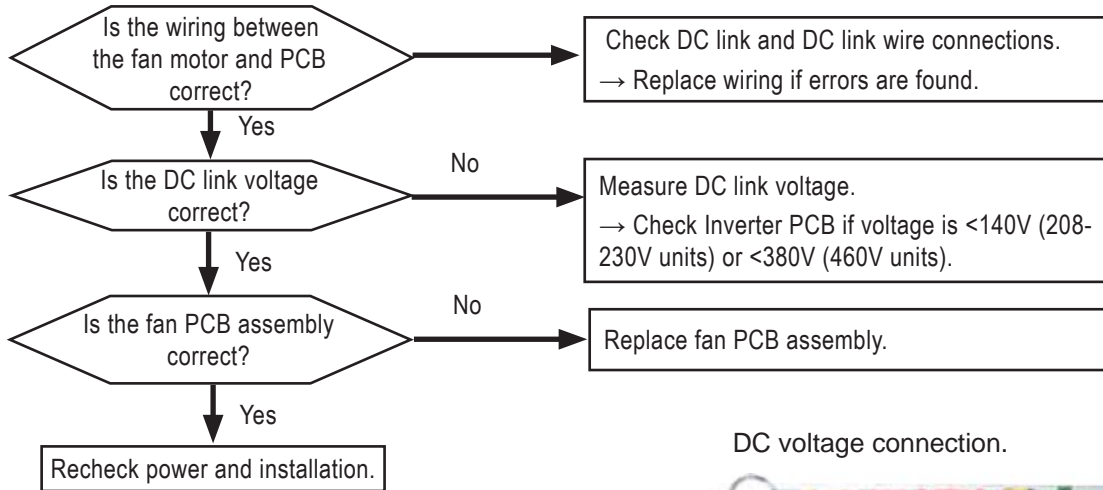 Is the wiring between
the fan motor and PCB
correct?
Check DC link and DC link wire connections.
→ Replace wiring if errors are found.
Yes
Is the DC link voltage
correct?
No
Measure DC link voltage.
→ Check Inverter PCB if voltage is <140V (208-
230V units) or <380V (460V units).
Yes
Is the fan PCB assembly
correct?
No
Replace fan PCB assembly.
Yes
Recheck power and installation.
DC voltage connection.